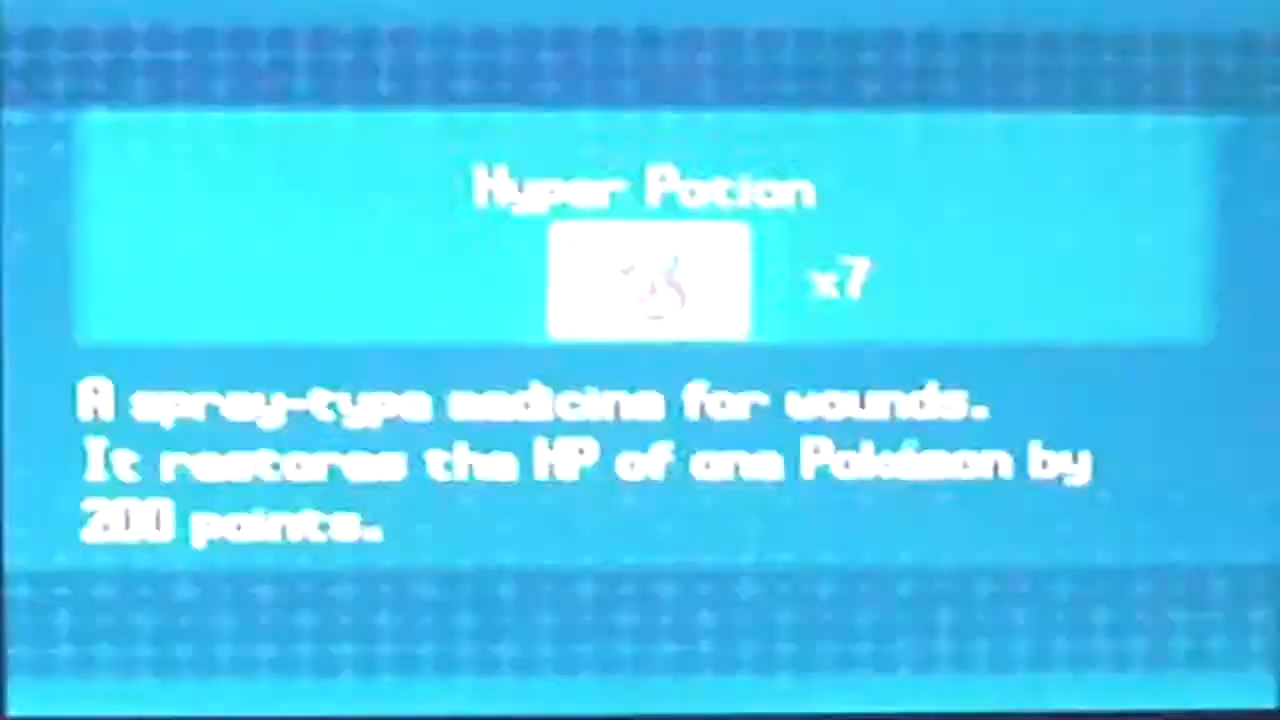 Hyper Potion
x7
A spray-type medicine for wounds.
It restores the HP of one Pokémon by
200 points.